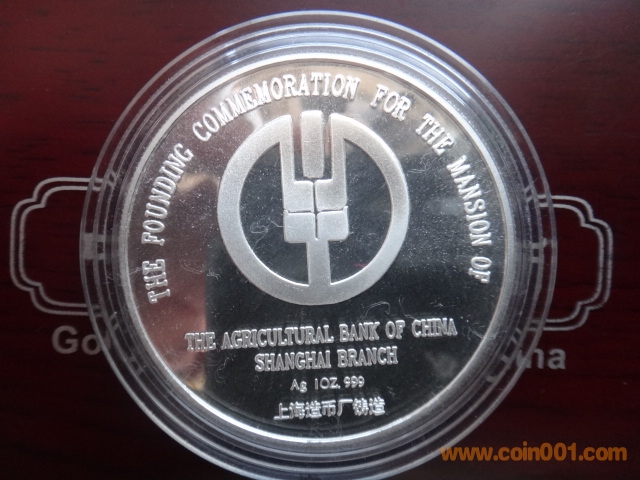 THE FOUNDING COMMEMORATION FOR THE MANSION OF
THE AGRICULTURAL BANK OF CHINA
SHANGHAI BRANCH
Ag 1OZ, 999
上海造币厂铸造
www.coin001.com